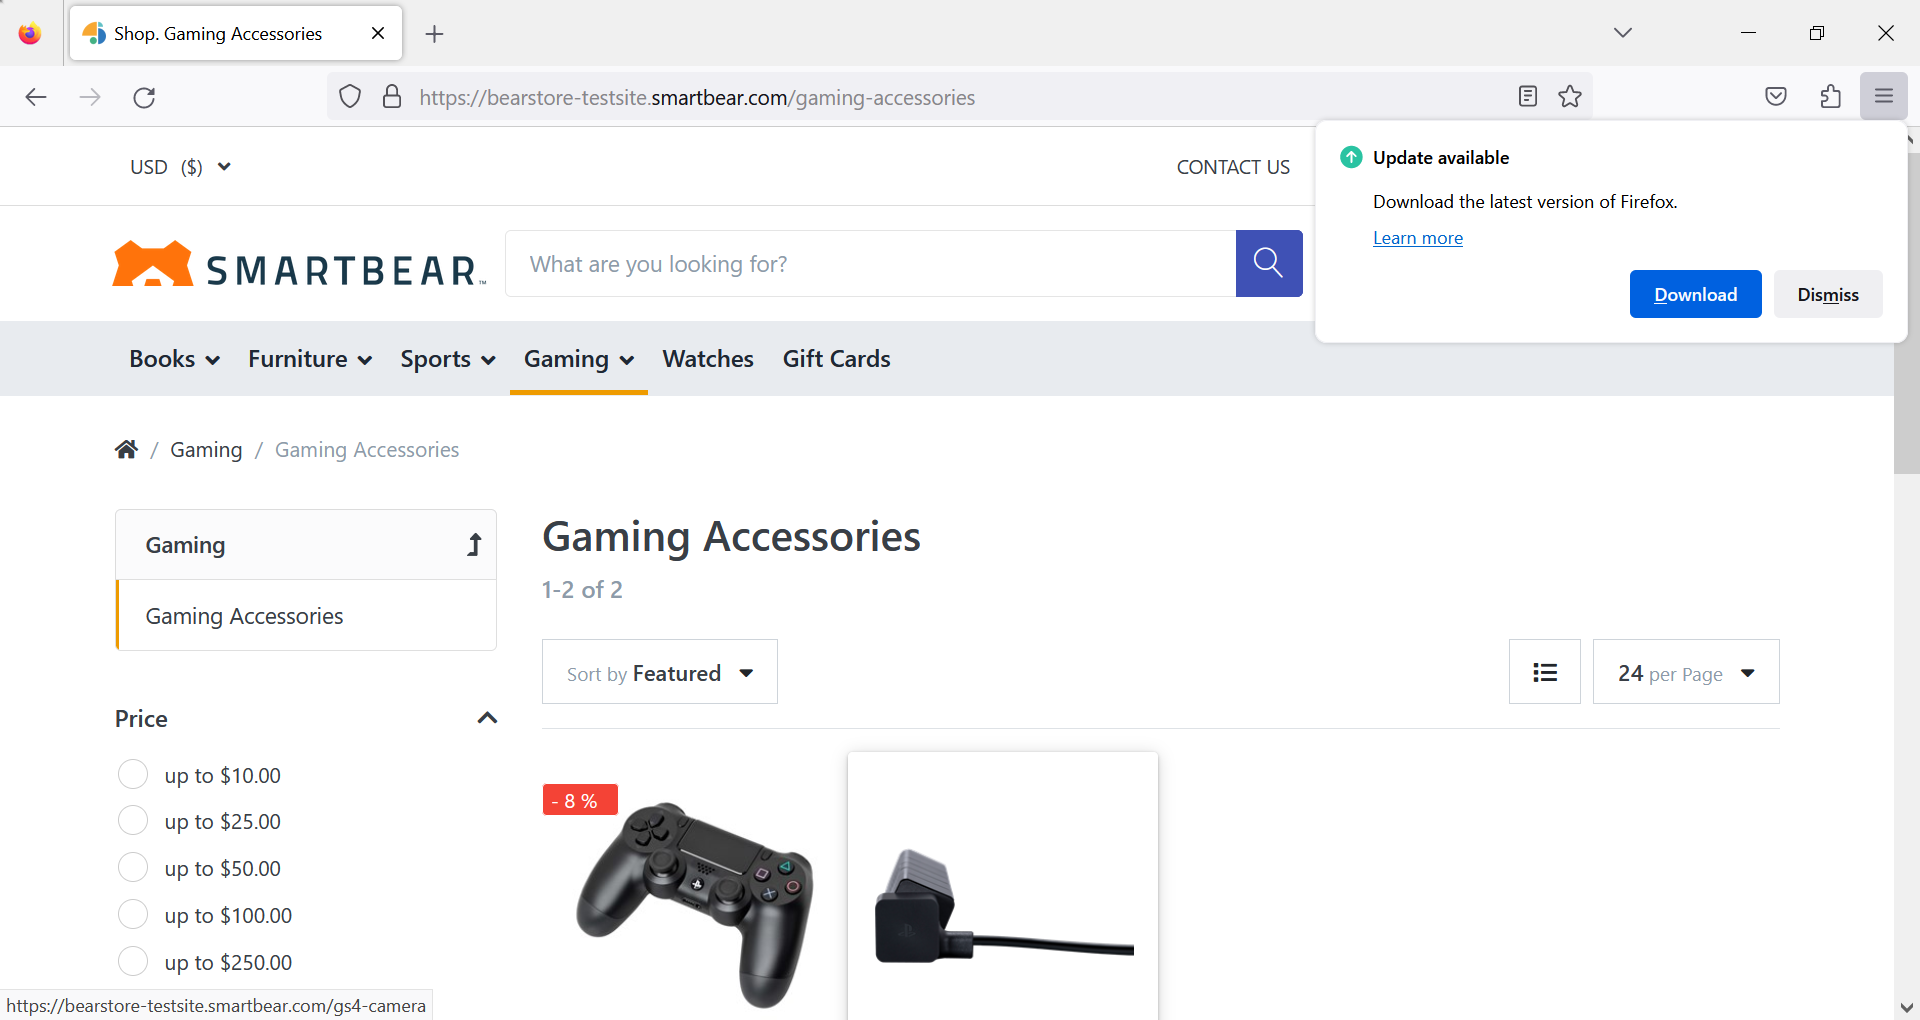 Shop. Gaming Accessories
https://bearstore-testsite.smartbear.com/gaming-accessories
Update available
Download the latest version of Firefox.
Learn more
Download
Dismiss
USD ($)
CONTACT US
SMARTBEAR™
What are you looking for?
Books
Furniture
Sports
Gaming
Watches
Gift Cards
/ Gaming / Gaming Accessories
Gaming
Gaming Accessories
Price
up to $10.00
up to $25.00
up to $50.00
up to $100.00
up to $250.00
Gaming Accessories
1-2 of 2
Sort by Featured
24 per Page
- 8 %
https://bearstore-testsite.smartbear.com/gs4-camera